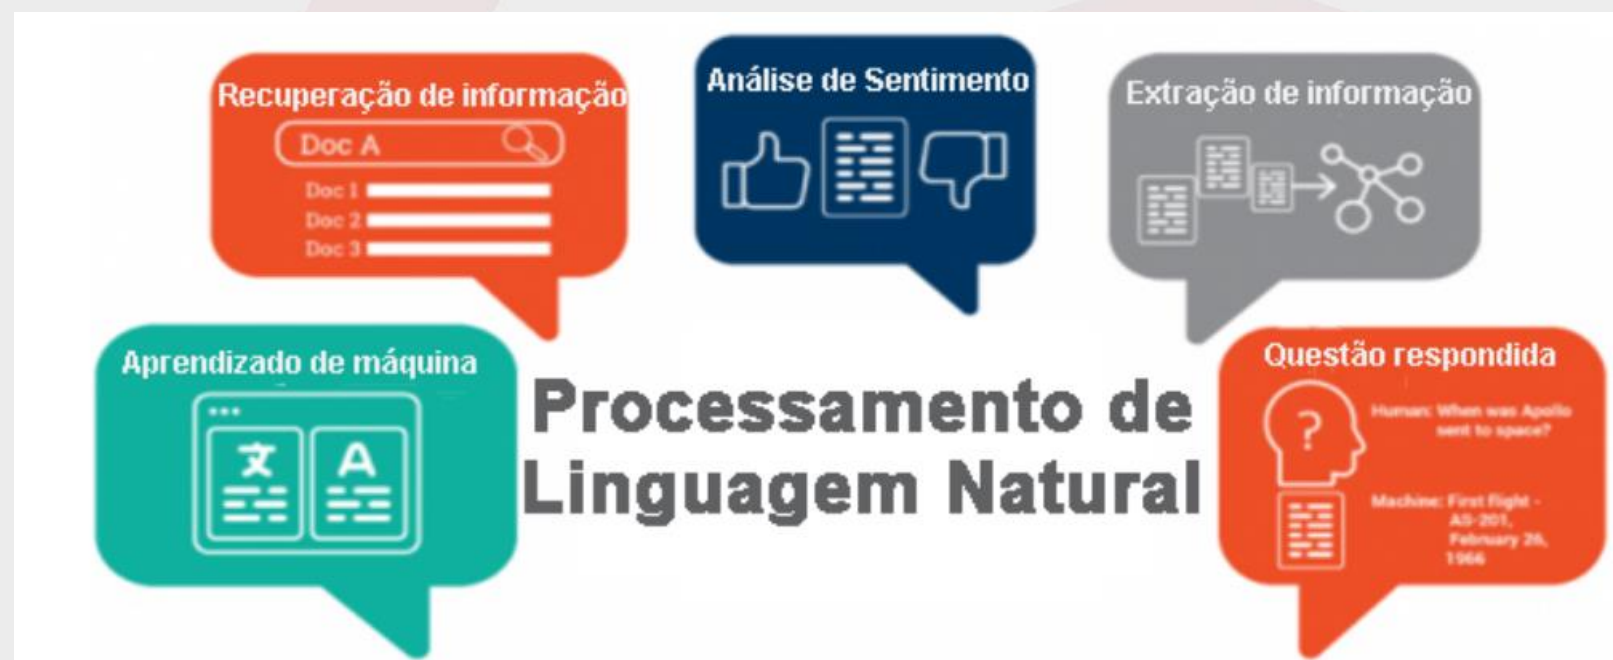 Recuperação de informação
Doc A
Doc 1
Doc 2
Doc 3
Análise de Sentimento
Extração de informação
Aprendizado de máquina
文 A
Processamento de
Linguagem Natural
Questão respondida
?
Human: When was Apollo
sent to space?
Machine: First flight -
AS-201,
February 26,
1966